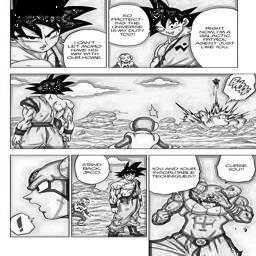 I CAN'T
LET MORO
HAVE HIS
WAY WITH
OUR HOME.
SO
PROTECT-
ING THE
UNIVERSE
IS MY DUTY
TOO!
RIGHT
NOW, I'M A
GALACTIC
PATROL
AGENT JUST
LIKE YOU.
STAND
BACK,
JACO.
YOU AND YOUR
INSCRUTABLE
TECHNIQUES!!
CURSE
YOU!!
!